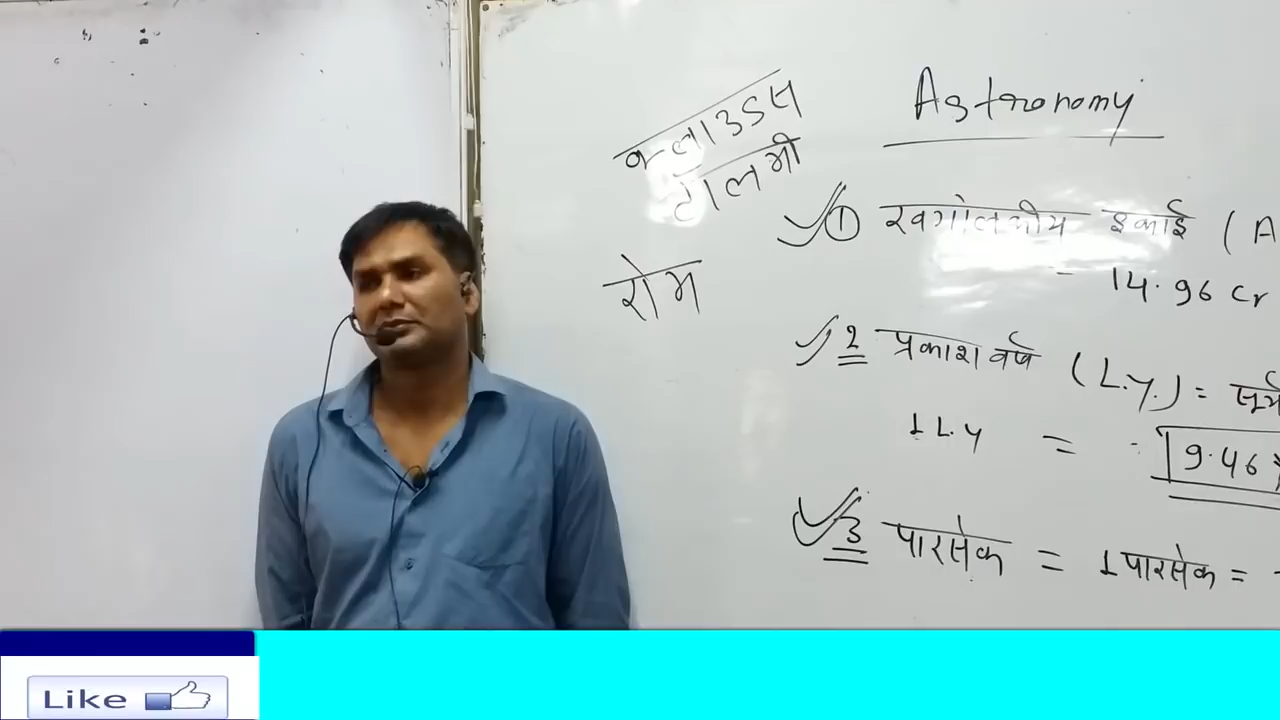 Astronomy
क्लाउडस
टालमी
रोम
① खगोलकीय इकाई ( A
= 14.96 Cr
2 प्रकाश वर्ष ( L.y.) = सूर्य
1 L.y = 9.46
3 पारसेक = 1 पारसेक =
Like